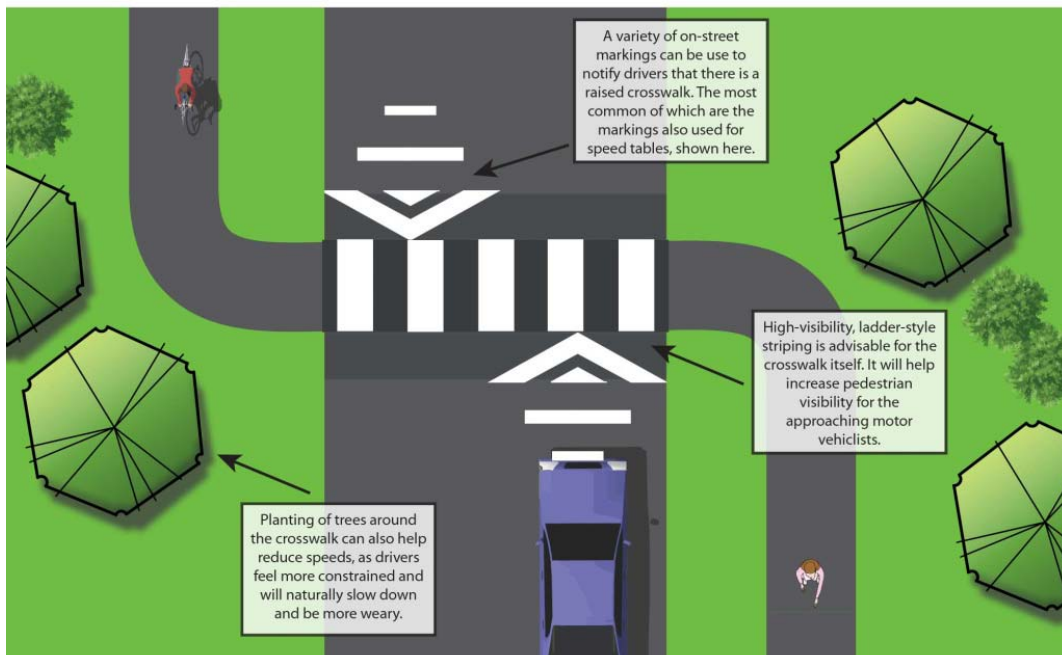 A variety of on-street
markings can be use to
notify drivers that there is a
raised crosswalk. The most
common of which are the
markings also used for
speed tables, shown here.
High-visibility, ladder-style
striping is advisable for the
crosswalk itself. It will help
increase pedestrian
visibility for the
approaching motor
vehiclists.
Planting of trees around
the crosswalk can also help
reduce speeds, as drivers
feel more constrained and
will naturally slow down
and be more weary.